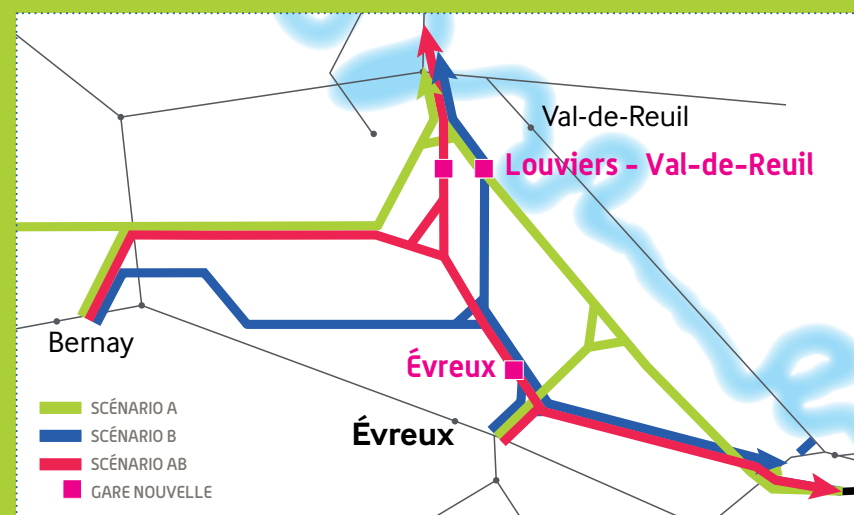 Val-de-Reuil
Louviers - Val-de-Reuil
Bernay
Évreux
Évreux
SCÉNARIO A
SCÉNARIO B
SCÉNARIO AB
GARE NOUVELLE